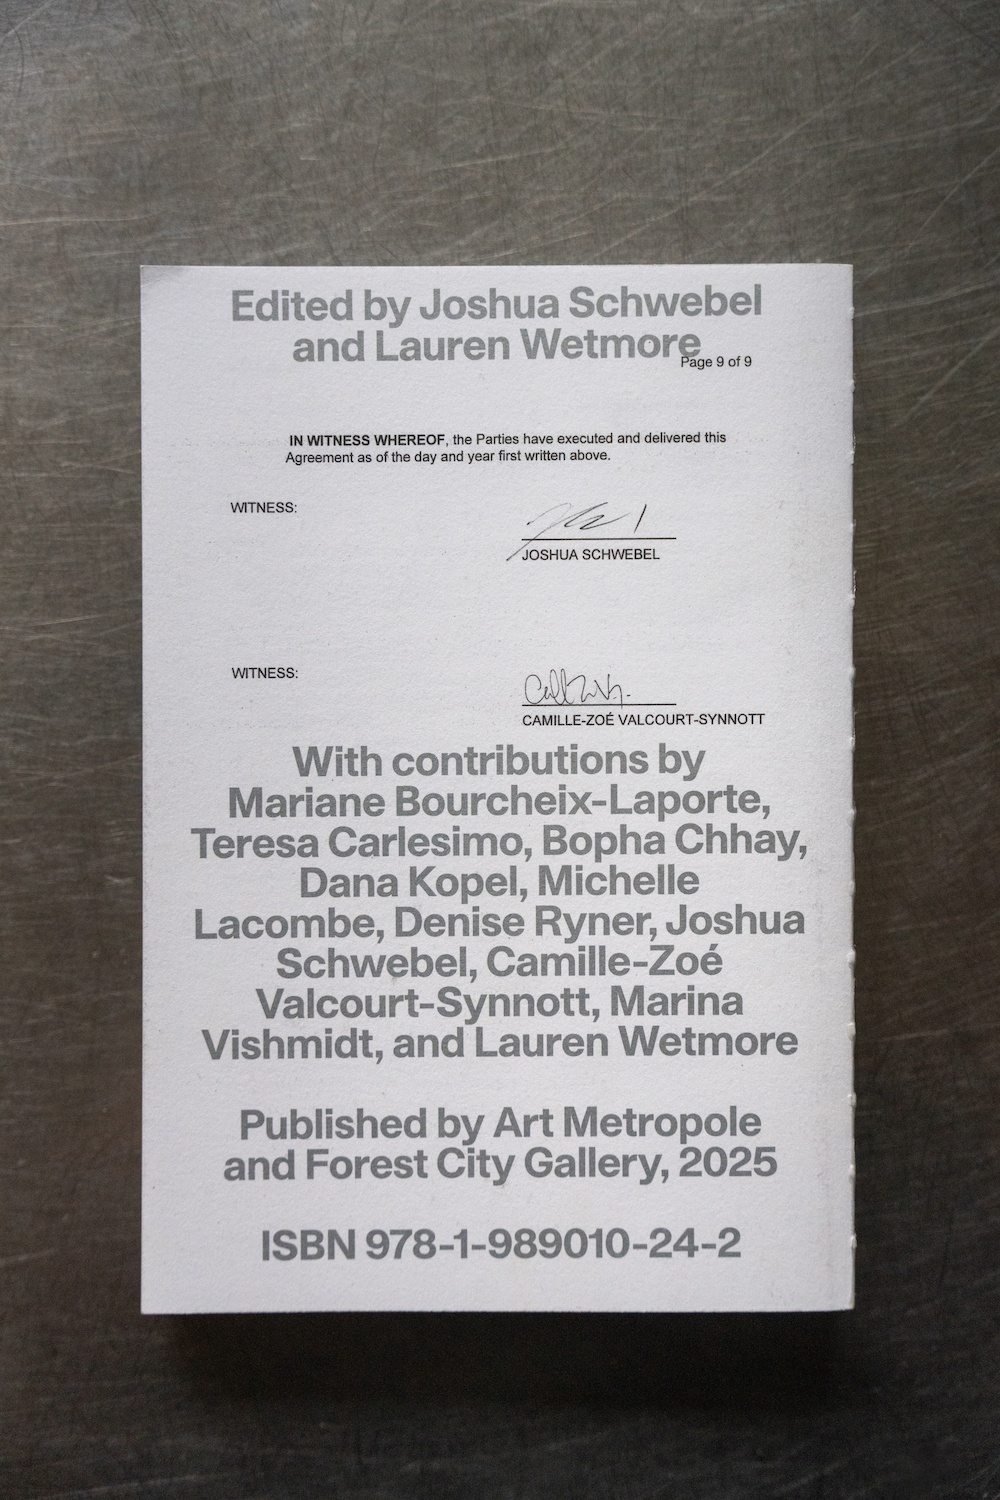 Edited by Joshua Schwebel
and Lauren Wetmore
Page 9 of 9
IN WITNESS WHEREOF, the Parties have executed and delivered this
Agreement as of the day and year first written above.
WITNESS:
JOSHUA SCHWEBEL
WITNESS:
CAMILLE-ZOÉ VALCOURT-SYNNOTT
With contributions by
Mariane Bourcheix-Laporte,
Teresa Carlesimo, Bopha Chhay,
Dana Kopel, Michelle
Lacombe, Denise Ryner, Joshua
Schwebel, Camille-Zoé
Valcourt-Synnott, Marina
Vishmidt, and Lauren Wetmore
Published by Art Metropole
and Forest City Gallery, 2025
ISBN 978-1-989010-24-2